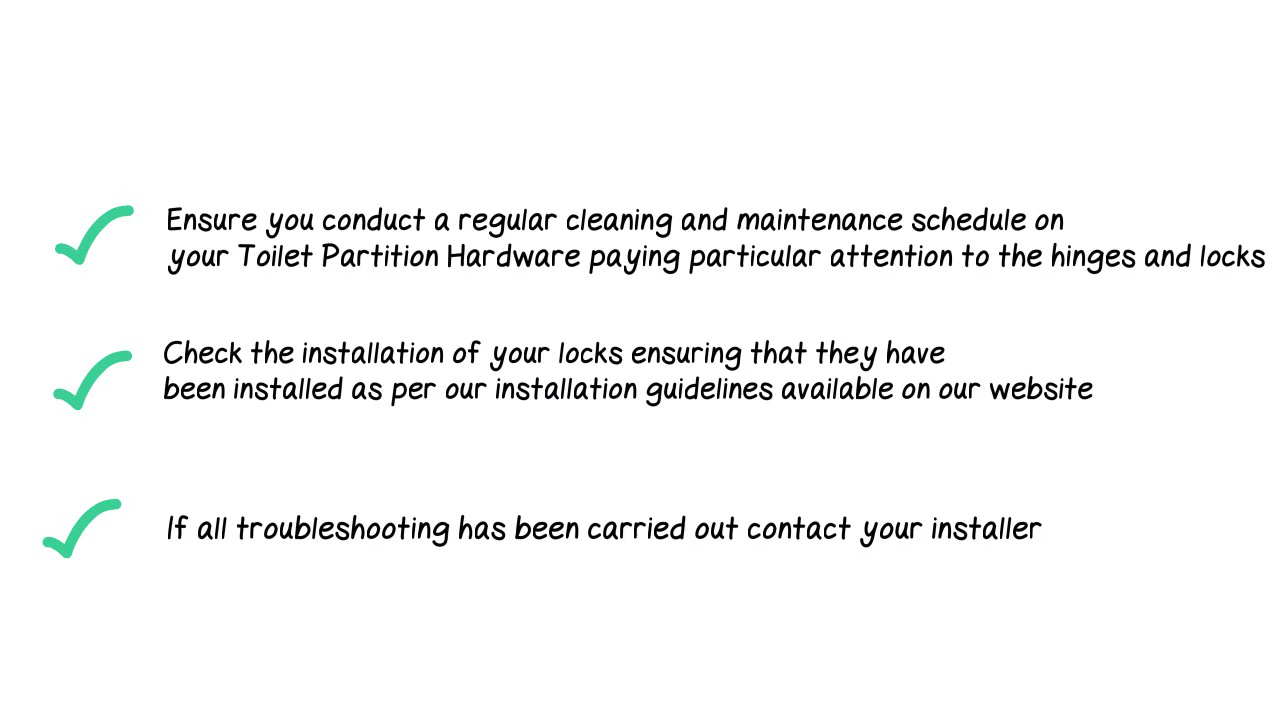 Ensure you conduct a regular cleaning and maintenance schedule on
your Toilet Partition Hardware paying particular attention to the hinges and locks
Check the installation of your locks ensuring that they have
been installed as per our installation guidelines available on our website
If all troubleshooting has been carried out contact your installer